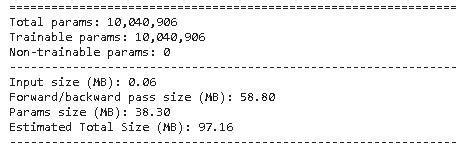 ================================================================
Total params: 10,040,906
Trainable params: 10,040,906
Non-trainable params: 0
----------------------------------------------------------------
Input size (MB): 0.06
Forward/backward pass size (MB): 58.80
Params size (MB): 38.30
Estimated Total Size (MB): 97.16
----------------------------------------------------------------